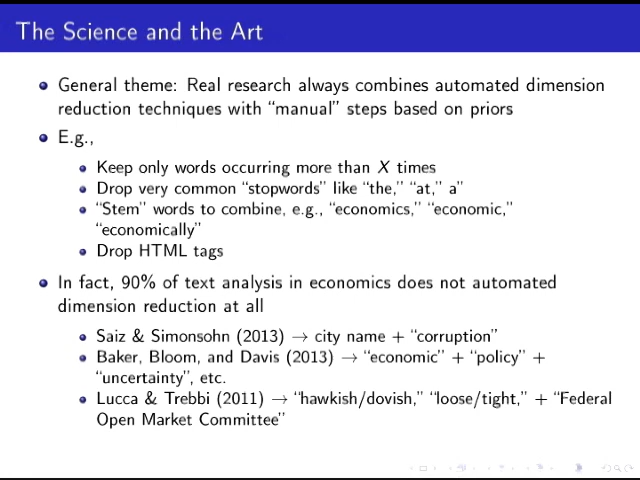 The Science and the Art
General theme: Real research always combines automated dimension
reduction techniques with “manual” steps based on priors
E.g.,
Keep only words occurring more than X times
Drop very common “stopwords” like “the,” “at,” a”
“Stem” words to combine, e.g., “economics,” “economic,”
“economically”
Drop HTML tags
In fact, 90% of text analysis in economics does not automated
dimension reduction at all
Saiz & Simonsohn (2013) → city name + “corruption”
Baker, Bloom, and Davis (2013) → “economic” + “policy” +
“uncertainty”, etc.
Lucca & Trebbi (2011) → “hawkish/dovish,” “loose/tight,” + “Federal
Open Market Committee”